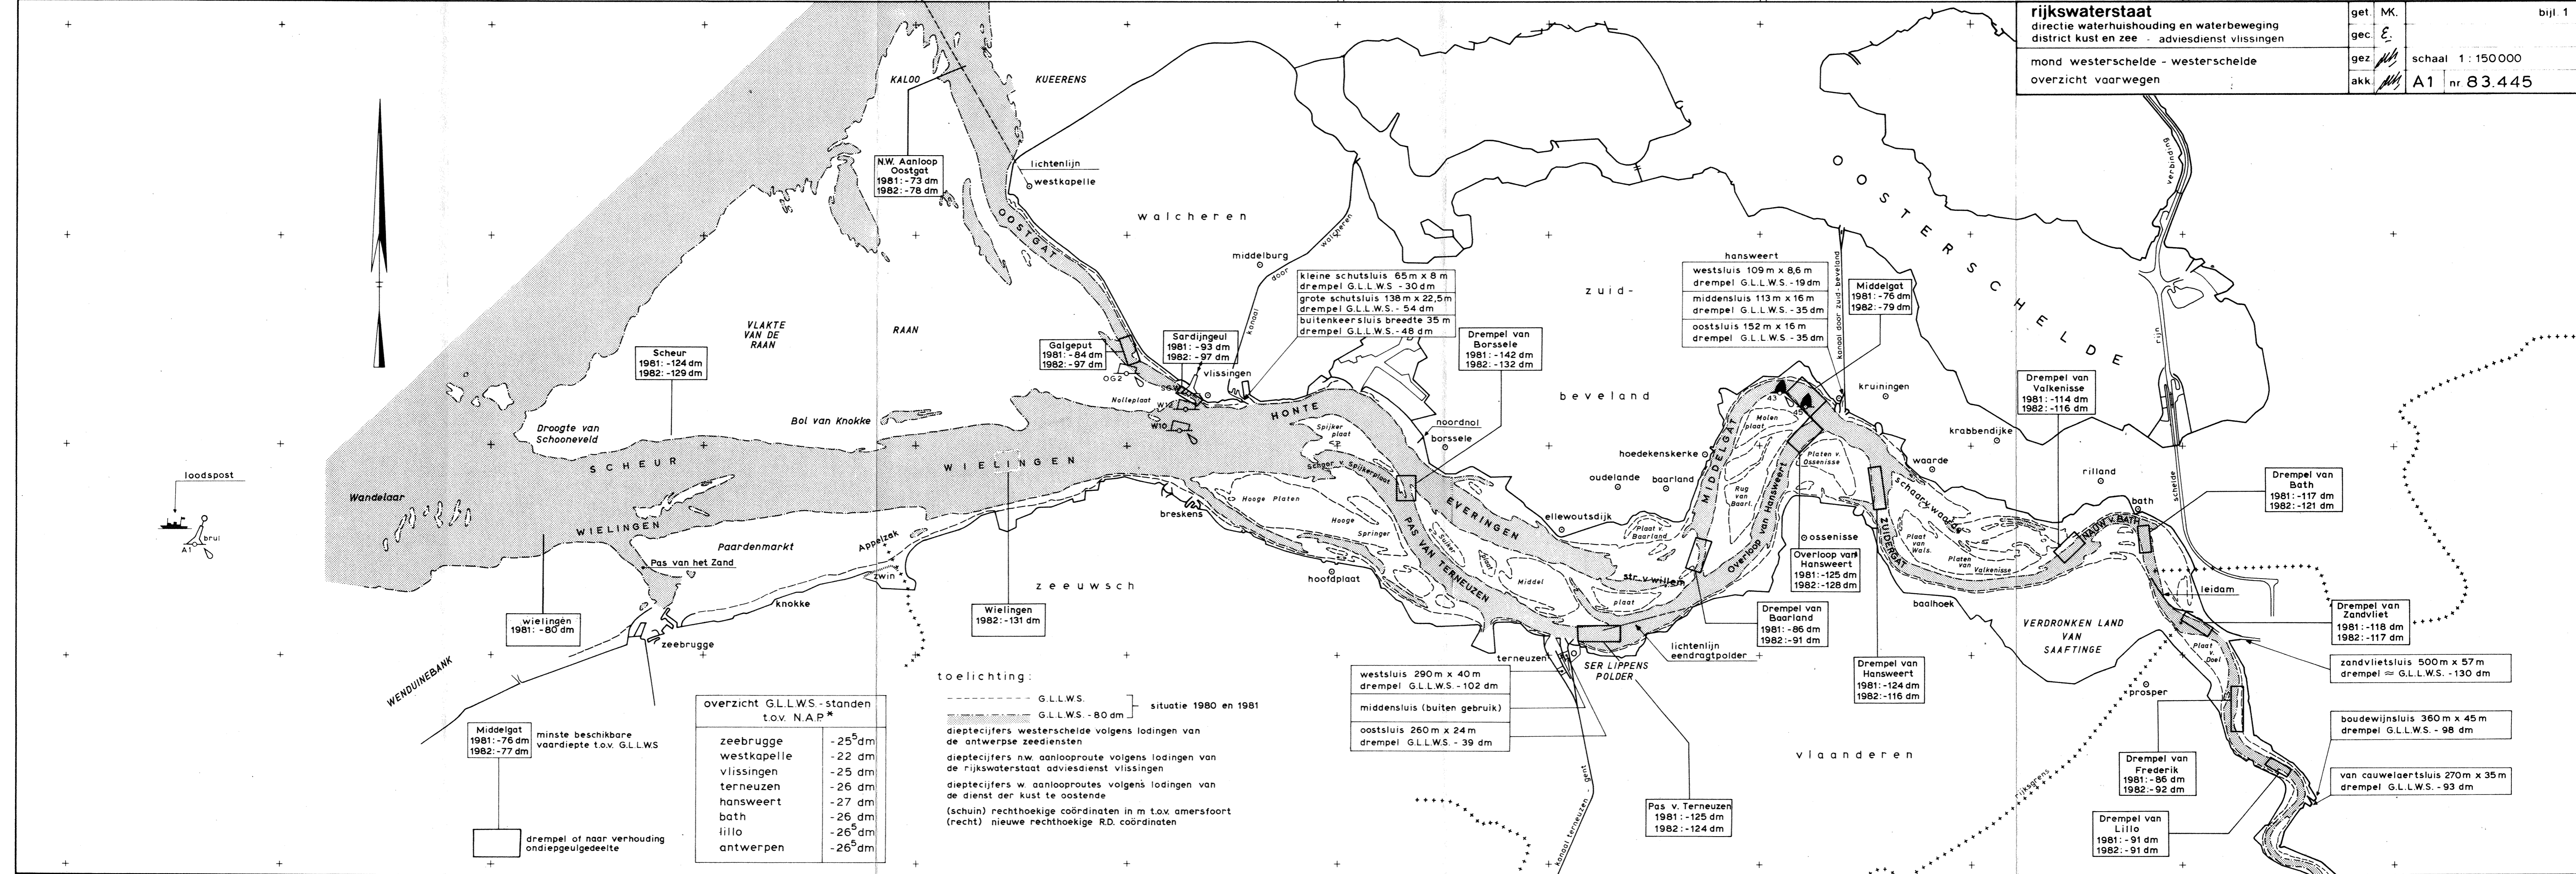 rijkswaterstaat
directie waterhuishouding en waterbeweging
district kust en zee - adviesdienst vlissingen
mond westerschelde - westerschelde
overzicht vaarwegen
get. MK.
gec.
gez.
akk.
bijl. 1
schaal 1 : 150000
A1 nr 83.445
KALOO
KUEERENS
N.W. Aanloop
Oostgat
1981: -73 dm
1982: -78 dm
lichtenlijn
westkapelle
OOSTGAT
walcheren
middelburg
kanaal door walcheren
kleine schutsluis 65m x 8 m
drempel G.L.L.W.S - 30 dm
grote schutsluis 138 m x 22,5m
drempel G.L.L.W.S. - 54 dm
buitenkeersluis breedte 35 m
drempel G.L.L.W.S. - 48 dm
zuid-
beveland
hansweert
westsluis 109 m x 8,6 m
drempel G.L.L.W.S. - 19 dm
middensluis 113 m x 16 m
drempel G.L.L.W.S. - 35 dm
oostsluis 152 m x 16 m
drempel G.L.L.W.S. - 35 dm
kanaal door zuid-beveland
Middelgat
1981: -76 dm
1982: -79 dm
OOSTERSCHELDE
schelde rijn verbinding
VLAKTE
VAN DE
RAAN
RAAN
Scheur
1981: -124 dm
1982: -129 dm
Galgeput
1981: -84 dm
1982: -97 dm
OG2
Sardijngeul
1981: -93 dm
1982: -97 dm
vlissingen
Nolleplaat
W10
Drempel van
Borssele
1981: -142 dm
1982: -132 dm
noordnol
borssele
43
45
kruiningen
Drempel van
Valkenisse
1981: -114 dm
1982: -116 dm
krabbendijke
Droogte van
Schooneveld
Bol van Knokke
SCHEUR
WIELINGEN
HONTE
Spijker
plaat
Schaar v. Spijkerplaat
hoedekenskerke
oudelande
baarland
MIDDELGAT
Molen
plaat
Platen v.
Ossenisse
Rug
van
Baarl.
waarde
schaar v. waarde
rilland
bath
Drempel van
Bath
1981: -117 dm
1982: -121 dm
loodspost
brul
A1
Wandelaar
WIELINGEN
Paardenmarkt
Appelzak
Pas van het Zand
zwin
knokke
zeebrugge
wielingen
1981: -80 dm
Wielingen
1982: -131 dm
breskens
Hooge Platen
Hooge
Springer
hoofdplaat
zeeuwsch
PAS VAN TERNEUZEN
EVERINGEN
Suiker
plaat
Middel
plaat
ellewoutsdijk
Plaat v.
Baarland
str. v. willem
Overloop van Hansweert
ossenisse
Overloop van
Hansweert
1981: -125 dm
1982: -128 dm
ZUIDERGAT
Plaat
van
Wals.
Platen
van
Valkenisse
NAUW v. BATH
baalhoek
leidam
Drempel van
Baarland
1981: -86 dm
1982: -91 dm
Drempel van
Hansweert
1981: -124 dm
1982: -116 dm
VERDRONKEN LAND
VAN
SAAFTINGE
Drempel van
Zandvliet
1981: -118 dm
1982: -117 dm
Plaat
v.
Doel
prosper
zandvlietsluis 500 m x 57 m
drempel ≈ G.L.L.W.S. - 130 dm
boudewijnsluis 360 m x 45 m
drempel G.L.L.W.S. - 98 dm
van cauwelaertsluis 270m x 35 m
drempel G.L.L.W.S. - 93 dm
Drempel van
Frederik
1981: -86 dm
1982: -92 dm
Drempel van
Lillo
1981: -91 dm
1982: -91 dm
rijksgrens
WENDUINEBANK
terneuzen
SER LIPPENS
POLDER
lichtenlijn
eendragtpolder
westsluis 290 m x 40 m
drempel G.L.L.W.S. - 102 dm
middensluis (buiten gebruik)
oostsluis 260 m x 24 m
drempel G.L.L.W.S. - 39 dm
kanaal terneuzen - gent
Pas v. Terneuzen
1981: -125 dm
1982: -124 dm
vlaanderen
Middelgat
1981: -76 dm
1982: -77 dm
minste beschikbare
vaardiepte t.o.v. G.L.L.W.S
drempel of naar verhouding
ondiepgeulgedeelte
overzicht G.L.L.W.S. - standen
t.o.v. N.A.P.*
zeebrugge -25⁵dm
westkapelle -22 dm
vlissingen -25 dm
terneuzen -26 dm
hansweert -27 dm
bath -26 dm
lillo -26⁵dm
antwerpen -26⁵dm
toelichting:
G.L.L.W.S.
G.L.L.W.S. - 80 dm
situatie 1980 en 1981
dieptecijfers westerschelde volgens lodingen van
de antwerpse zeediensten
dieptecijfers n.w. aanlooproute volgens lodingen van
de rijkswaterstaat adviesdienst vlissingen
dieptecijfers w. aanlooproutes volgens lodingen van
de dienst der kust te oostende
(schuin) rechthoekige coördinaten in m t.o.v. amersfoort
(recht) nieuwe rechthoekige R.D. coördinaten